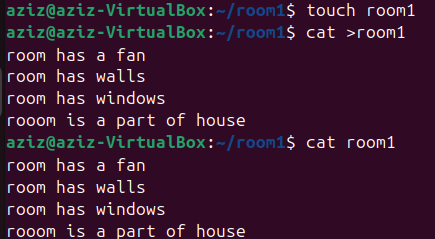 aziz@aziz-VirtualBox:~/room1$ touch room1
aziz@aziz-VirtualBox:~/room1$ cat >room1
room has a fan
room has walls
room has windows
rooom is a part of house
aziz@aziz-VirtualBox:~/room1$ cat room1
room has a fan
room has walls
room has windows
rooom is a part of house